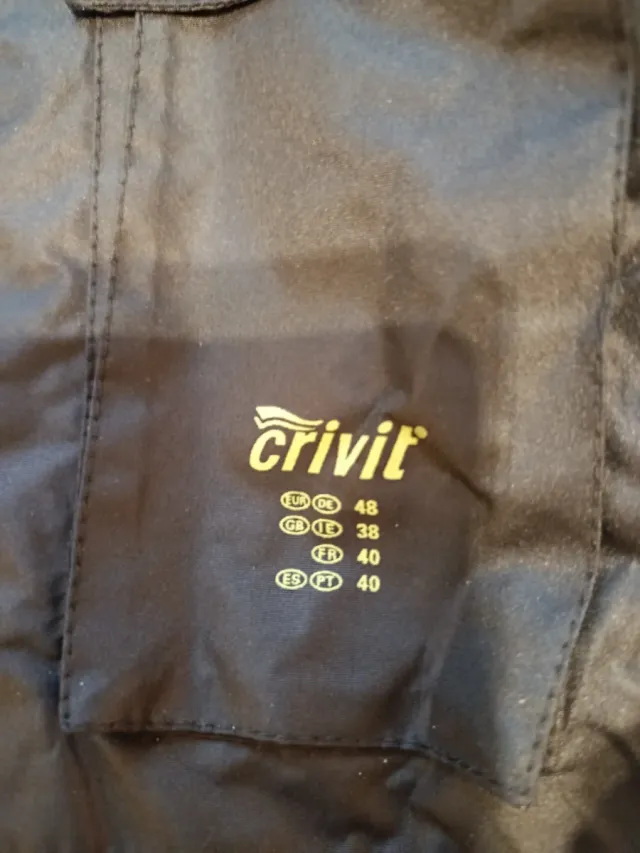 crivit®
EUR DE 48
GB IE 38
FR 40
ES PT 40